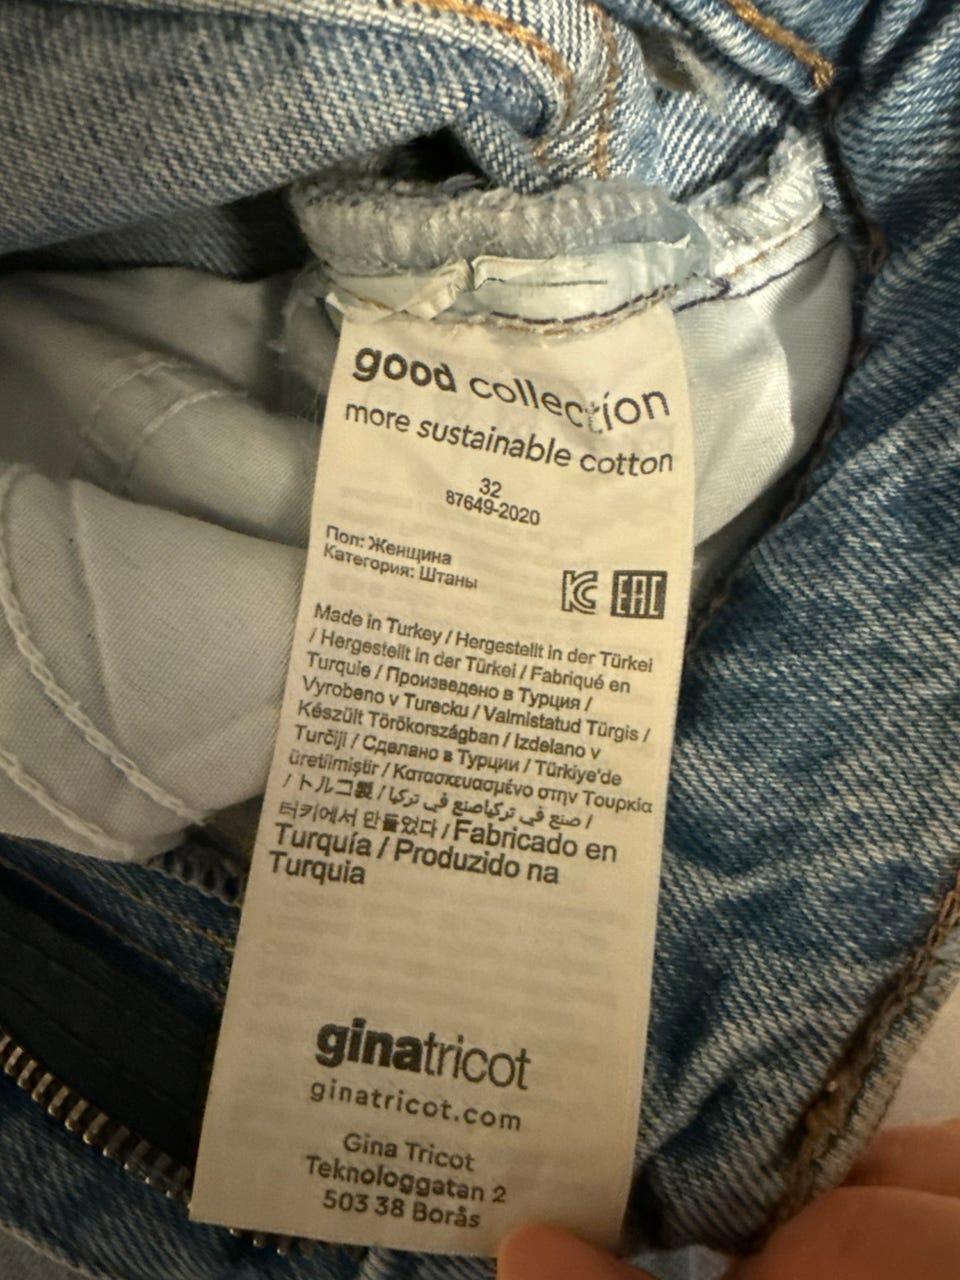 good collection
more sustainable cotton
32
87649-2020
Пол: Женщина
Категория: Штаны
KC EAC
Made in Turkey / Hergestellt in der Türkei
/ Hergestellt in der Türkei / Fabriqué en
Turquie / Произведено в Турция /
Vyrobeno v Turecku / Valmistatud Türgis /
Készült Törökországban / Izdelano v
Turčiji / Сделано в Турции / Türkiye'de
üretilmiştir / Κατασκευασμένο στην Τουρκία
/ トルコ製 / صنع في تركياصنع في تركيا /
터키에서 만들었다 / Fabricado en
Turquía / Produzido na
Turquia
ginatricot
ginatricot.com
Gina Tricot
Teknologgatan 2
503 38 Borås